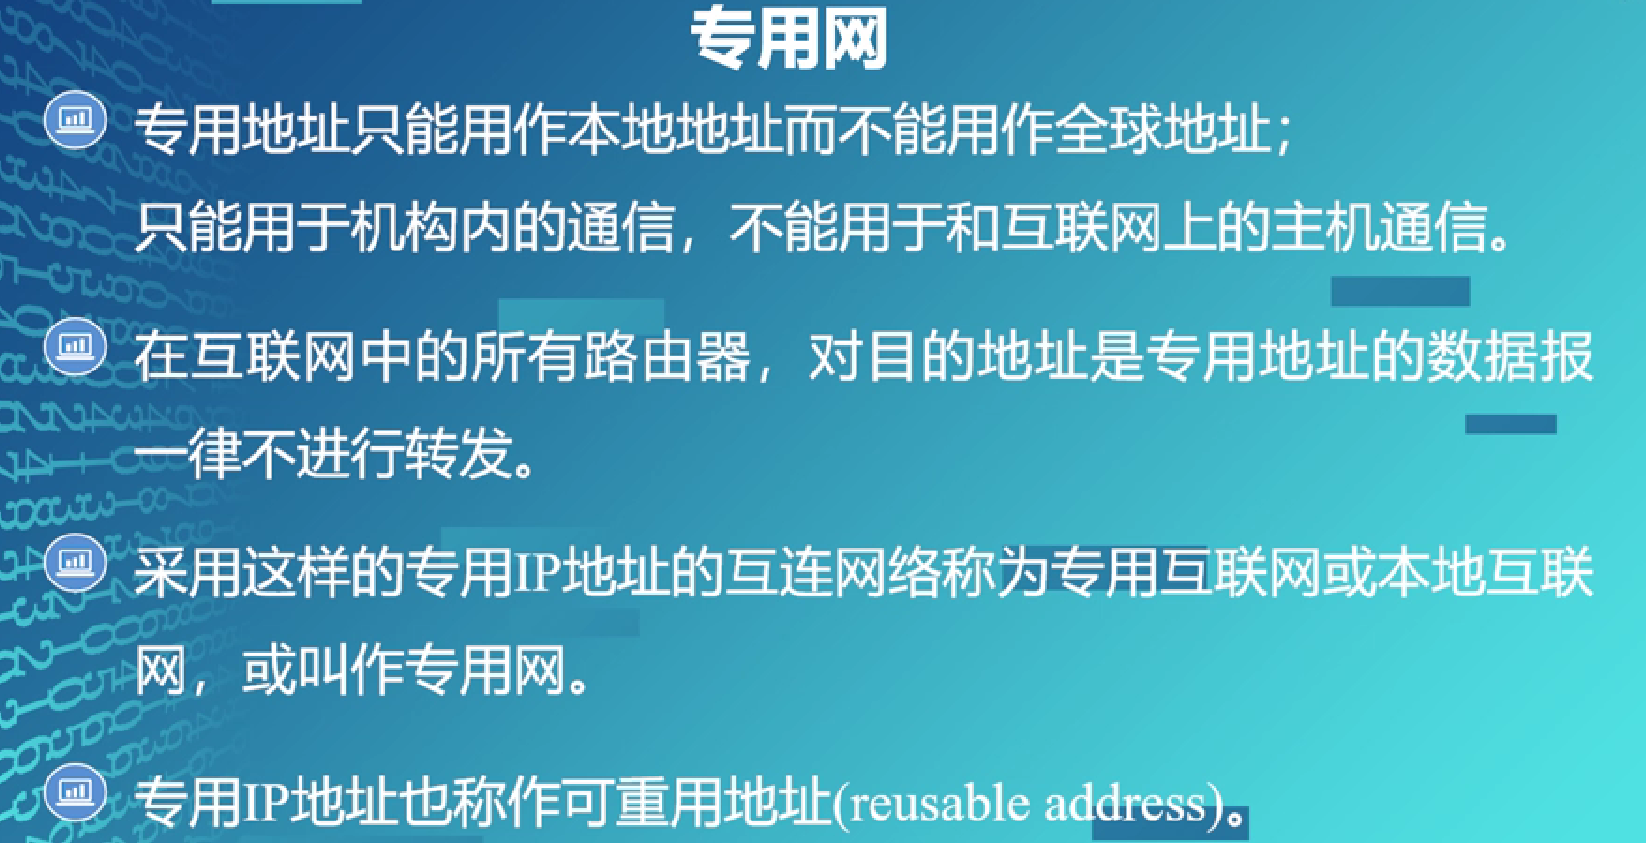 专用网
专用地址只能用作本地地址而不能用作全球地址；
只能用于机构内的通信，不能用于和互联网上的主机通信。
在互联网中的所有路由器，对目的地址是专用地址的数据报
一律不进行转发。
采用这样的专用IP地址的互连网络称为专用互联网或本地互联
网，或叫作专用网。
专用IP地址也称作可重用地址(reusable address)。